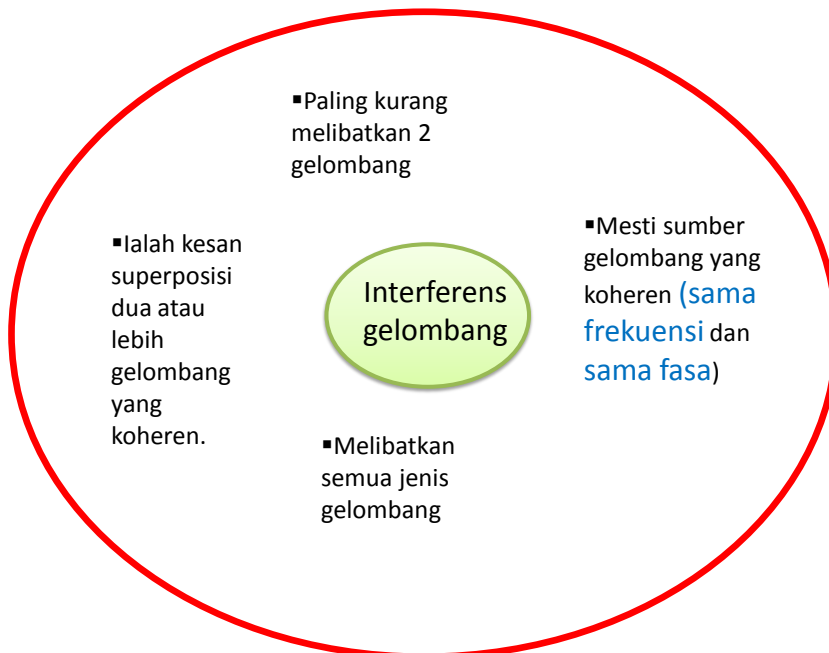 ▪Paling kurang
melibatkan 2
gelombang
▪Ialah kesan
superposisi
dua atau
lebih
gelombang
yang
koheren.
Interferens
gelombang
▪Mesti sumber
gelombang yang
koheren (sama
frekuensi dan
sama fasa)
▪Melibatkan
semua jenis
gelombang